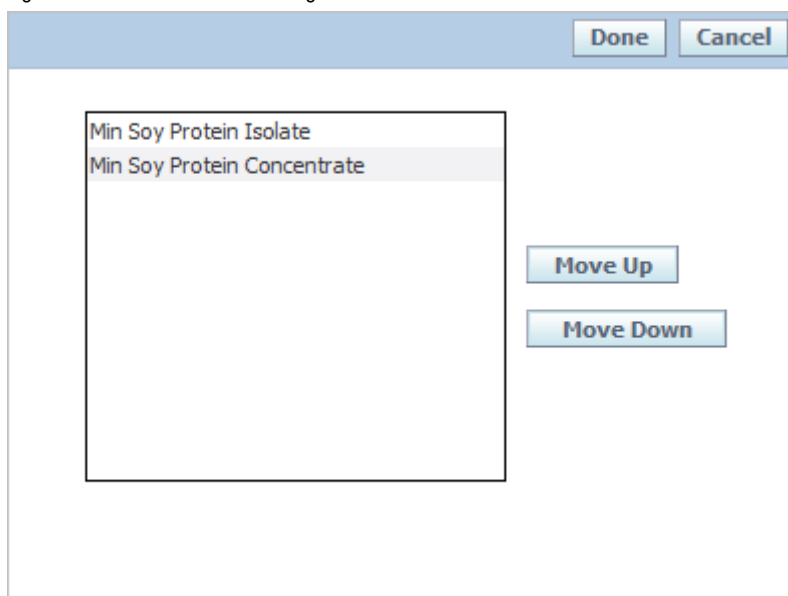 Done Cancel
Min Soy Protein Isolate
Min Soy Protein Concentrate
Move Up
Move Down